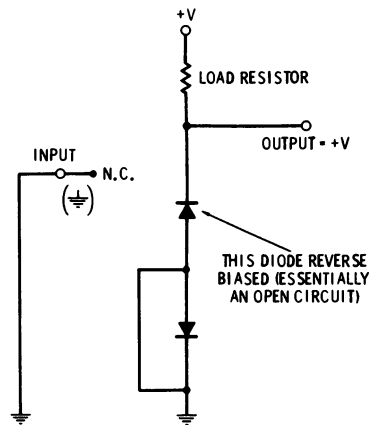 +V
LOAD RESISTOR
OUTPUT = +V
INPUT
N.C.
THIS DIODE REVERSE
BIASED (ESSENTIALLY
AN OPEN CIRCUIT)